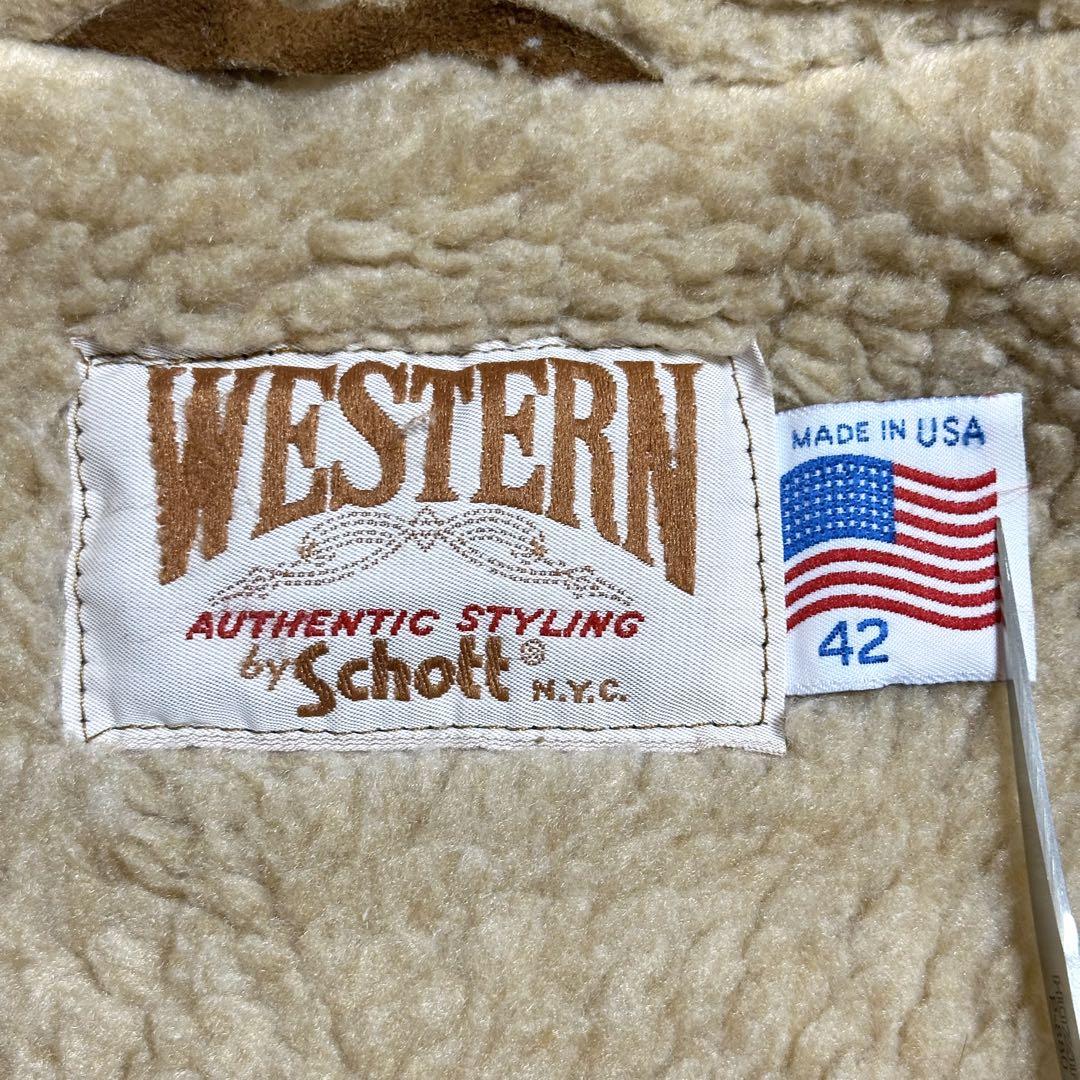 WESTERN
AUTHENTIC STYLING
by Schott® N.Y.C.
MADE IN USA
42